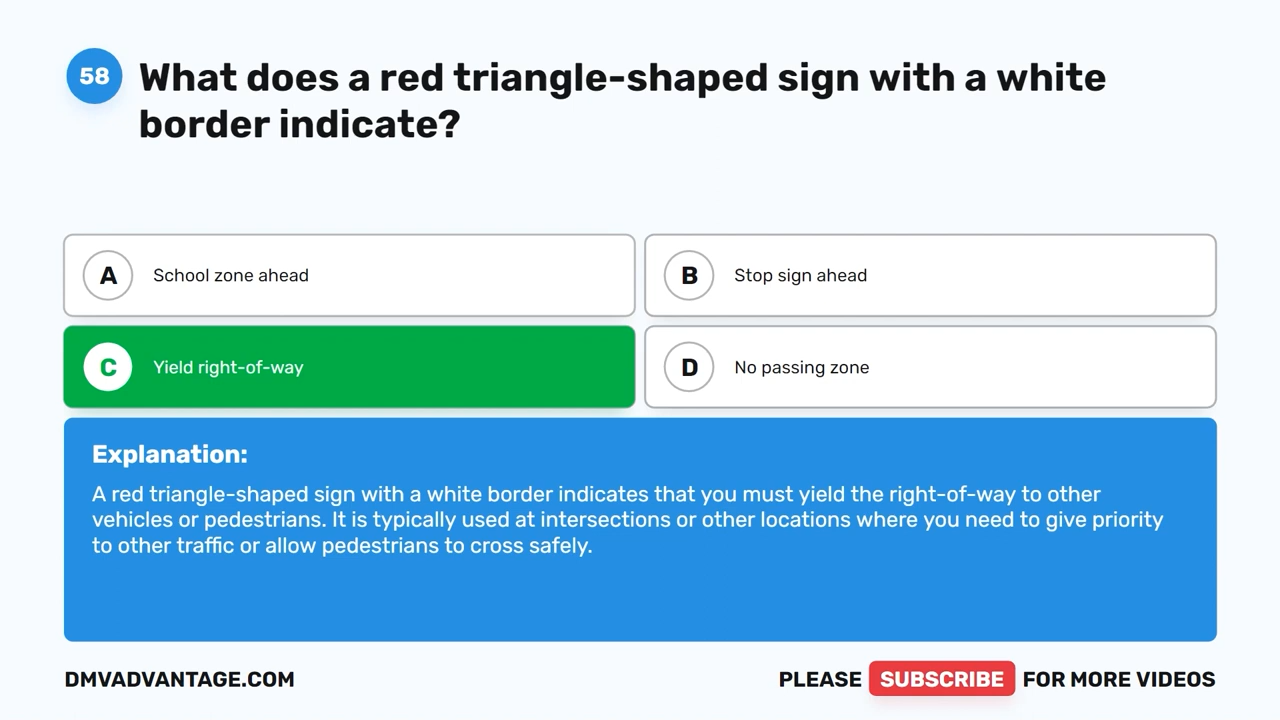 58
What does a red triangle-shaped sign with a white
border indicate?
A
School zone ahead
B
Stop sign ahead
C
Yield right-of-way
D
No passing zone
Explanation:
A red triangle-shaped sign with a white border indicates that you must yield the right-of-way to other
vehicles or pedestrians. It is typically used at intersections or other locations where you need to give priority
to other traffic or allow pedestrians to cross safely.
DMVADVANTAGE.COM
PLEASE SUBSCRIBE FOR MORE VIDEOS